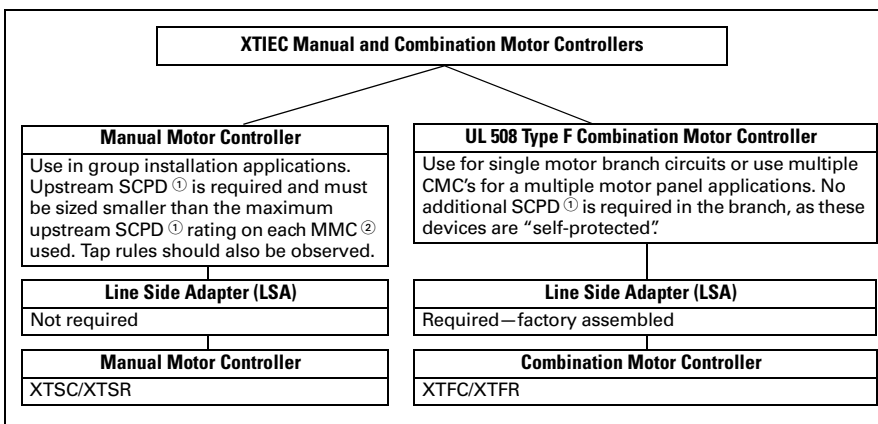 XTIEC Manual and Combination Motor Controllers
Manual Motor Controller
Use in group installation applications.
Upstream SCPD ① is required and must
be sized smaller than the maximum
upstream SCPD ① rating on each MMC ②
used. Tap rules should also be observed.
Line Side Adapter (LSA)
Not required
Manual Motor Controller
XTSC/XTSR
UL 508 Type F Combination Motor Controller
Use for single motor branch circuits or use multiple
CMC's for a multiple motor panel applications. No
additional SCPD ① is required in the branch, as these
devices are “self-protected”.
Line Side Adapter (LSA)
Required—factory assembled
Combination Motor Controller
XTFC/XTFR